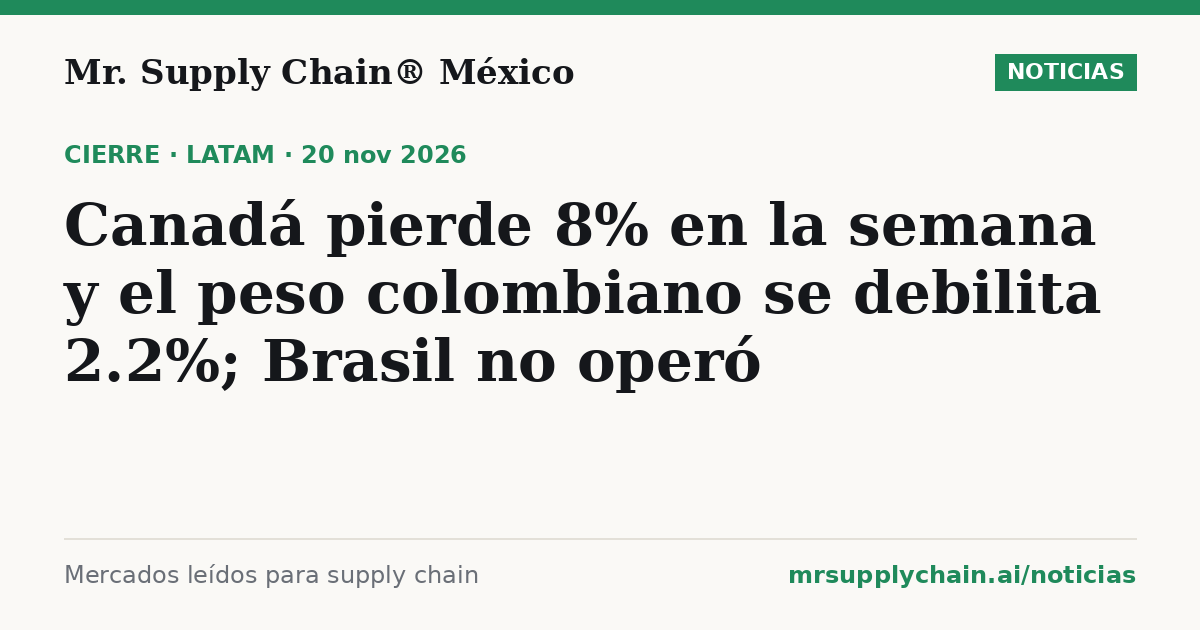 Mr. Supply Chain® México
NOTICIAS
CIERRE · LATAM · 20 nov 2026
Canadá pierde 8% en la semana
y el peso colombiano se debilita
2.2%; Brasil no operó
Mercados leídos para supply chain
mrsupplychain.ai/noticias